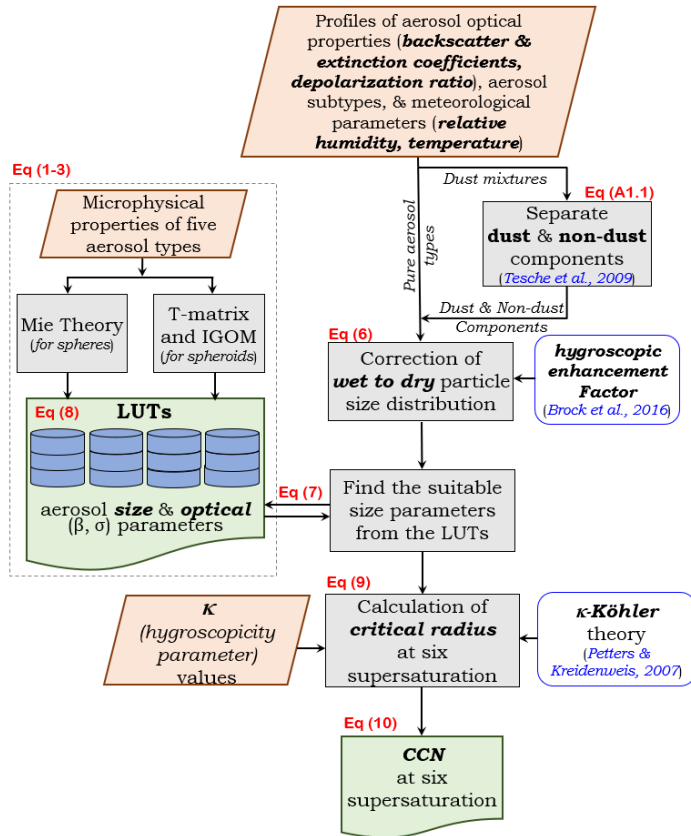 Profiles of aerosol optical
properties (backscatter &
extinction coefficients,
depolarization ratio), aerosol
subtypes, & meteorological
parameters (relative
humidity, temperature)
Eq (1-3)
Dust mixtures
Eq (A1.1)
Pure aerosol
types
Separate
dust & non-dust
components
(Tesche et al., 2009)
Microphysical
properties of five
aerosol types
Dust & Non-dust
Components
Mie Theory
(for spheres)
T-matrix
and IGOM
(for spheroids)
Eq (6)
Correction of
wet to dry particle
size distribution
hygroscopic
enhancement
Factor
(Brock et al., 2016)
Eq (8)
LUTs
aerosol size & optical
(β, σ) parameters
Eq (7)
Find the suitable
size parameters
from the LUTs
Eq (9)
κ
(hygroscopicity
parameter)
values
Calculation of
critical radius
at six
supersaturation
κ-Köhler
theory
(Petters &
Kreidenweis, 2007)
Eq (10)
CCN
at six
supersaturation